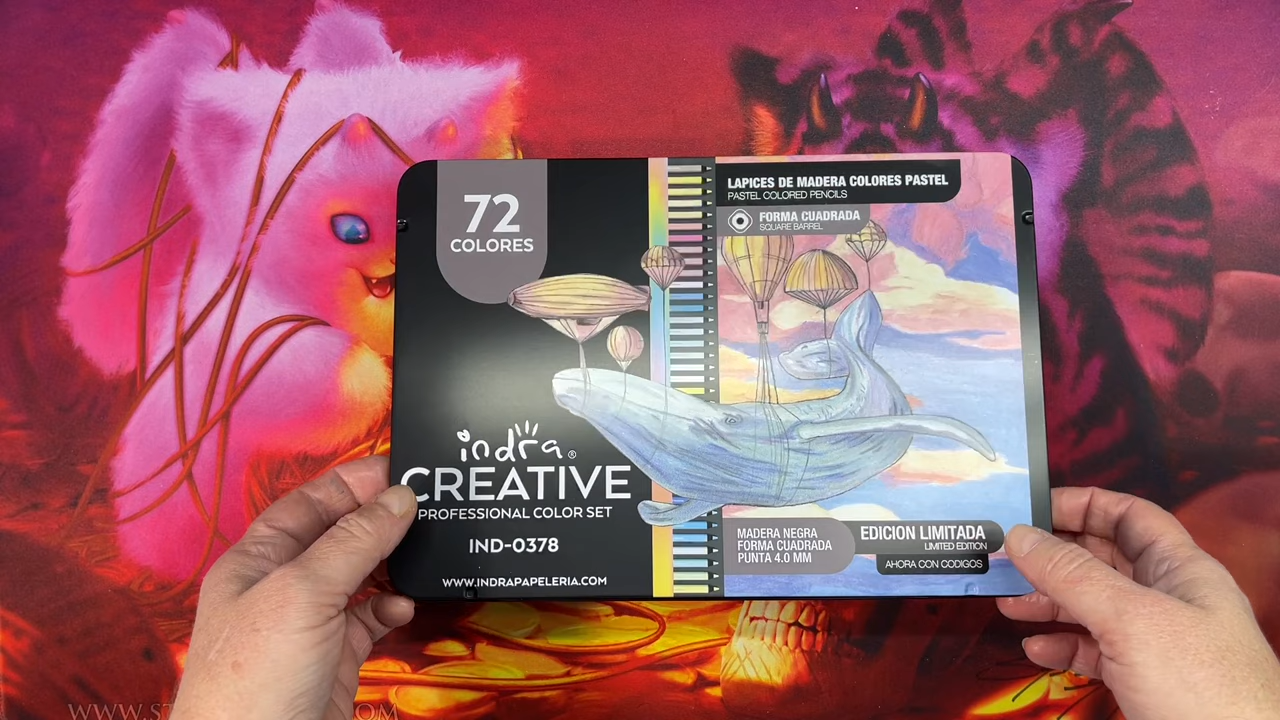 72
COLORES
indra®
CREATIVE
PROFESSIONAL COLOR SET
IND-0378
WWW.INDRAPAPELERIA.COM
LAPICES DE MADERA COLORES PASTEL
PASTEL COLORED PENCILS
FORMA CUADRADA
SQUARE BARREL
MADERA NEGRA
FORMA CUADRADA
PUNTA 4.0 MM
EDICION LIMITADA
LIMITED EDITION
AHORA CON CODIGOS